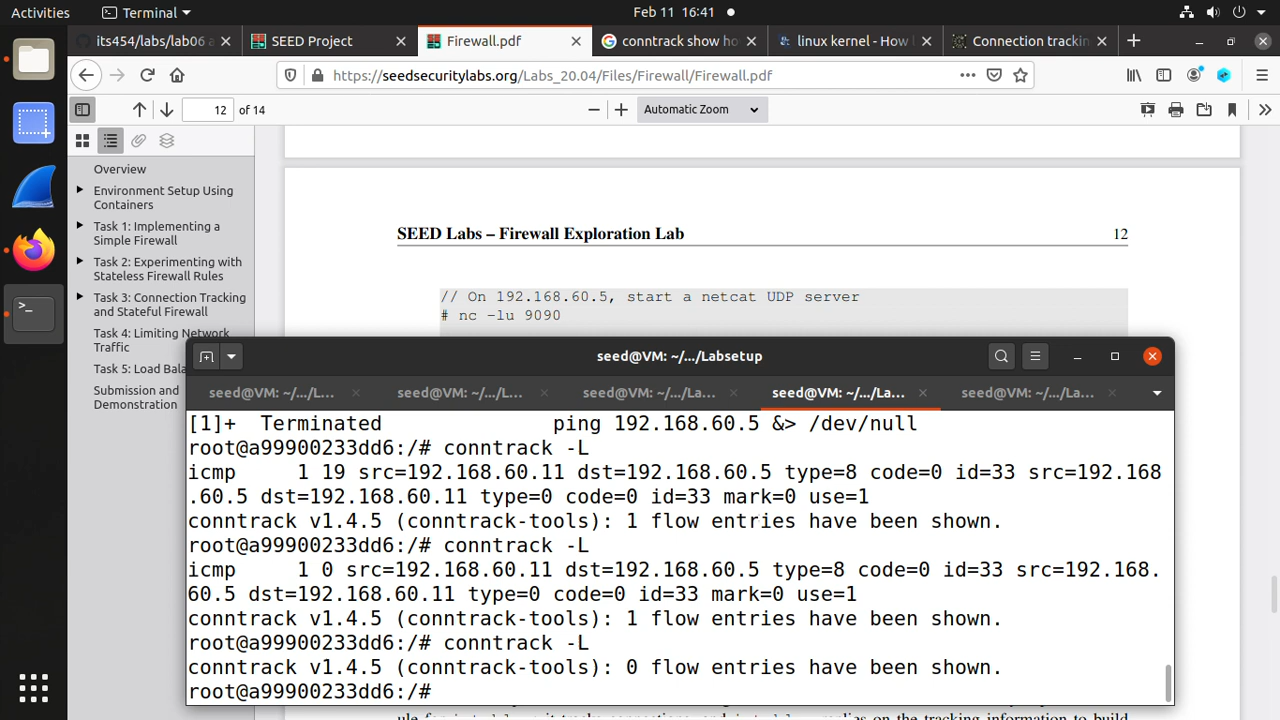 Activities
Terminal
Feb 11 16:41
its454/labs/lab06 a
SEED Project
Firewall.pdf
conntrack show ho
linux kernel - How
Connection trackin
https://seedsecuritylabs.org/Labs_20.04/Files/Firewall/Firewall.pdf
12 of 14
Automatic Zoom
Overview
Environment Setup Using
Containers
Task 1: Implementing a
Simple Firewall
Task 2: Experimenting with
Stateless Firewall Rules
Task 3: Connection Tracking
and Stateful Firewall
Task 4: Limiting Network
Traffic
Task 5: Load Bala
Submission and
Demonstration
SEED Labs – Firewall Exploration Lab 12
// On 192.168.60.5, start a netcat UDP server
# nc -lu 9090
seed@VM: ~/.../Labsetup
seed@VM: ~/.../L...
seed@VM: ~/.../L...
seed@VM: ~/.../La...
seed@VM: ~/.../La...
seed@VM: ~/.../La...
[1]+  Terminated              ping 192.168.60.5 &> /dev/null
root@a99900233dd6:/# conntrack -L
icmp     1 19 src=192.168.60.11 dst=192.168.60.5 type=8 code=0 id=33 src=192.168
.60.5 dst=192.168.60.11 type=0 code=0 id=33 mark=0 use=1
conntrack v1.4.5 (conntrack-tools): 1 flow entries have been shown.
root@a99900233dd6:/# conntrack -L
icmp     1 0 src=192.168.60.11 dst=192.168.60.5 type=8 code=0 id=33 src=192.168.
60.5 dst=192.168.60.11 type=0 code=0 id=33 mark=0 use=1
conntrack v1.4.5 (conntrack-tools): 1 flow entries have been shown.
root@a99900233dd6:/# conntrack -L
conntrack v1.4.5 (conntrack-tools): 0 flow entries have been shown.
root@a99900233dd6:/#